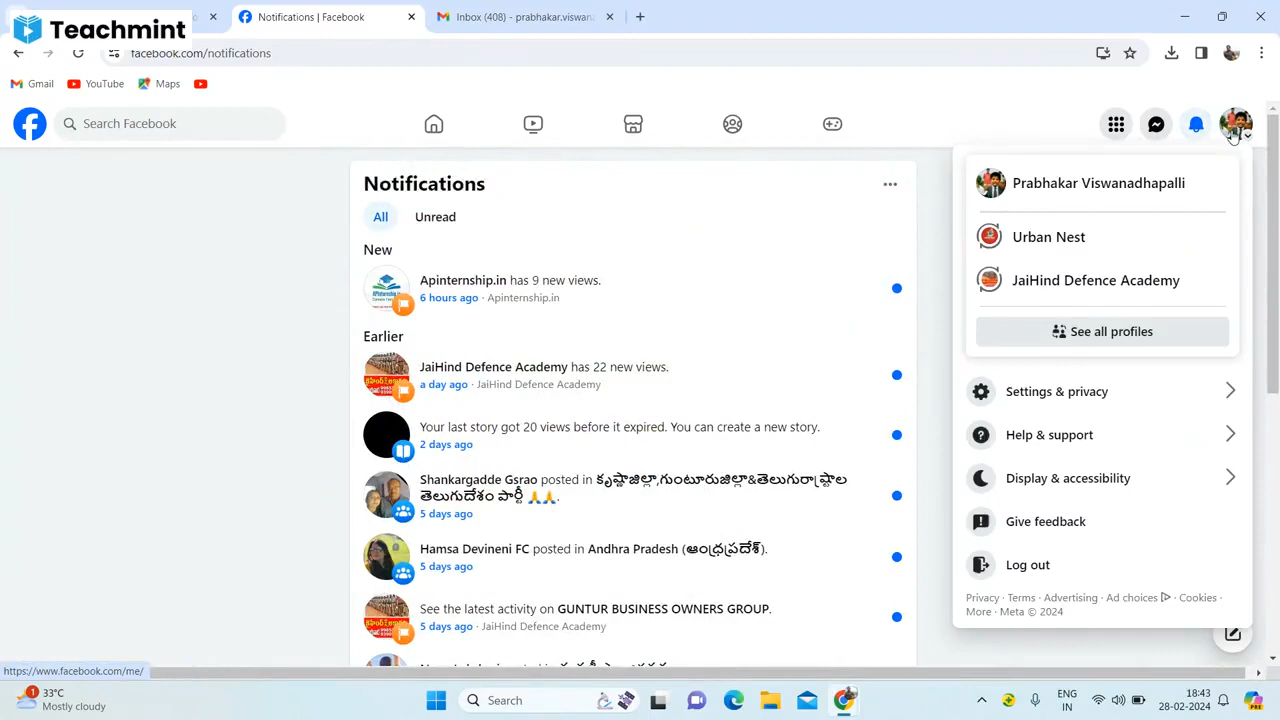 Teachmint
Notifications | Facebook
Inbox (408) - prabhakar.viswana
facebook.com/notifications
Gmail
YouTube
Maps
Search Facebook
Notifications
All
Unread
New
Apinternship.in has 9 new views.
6 hours ago · Apinternship.in
Earlier
JaiHind Defence Academy has 22 new views.
a day ago · JaiHind Defence Academy
Your last story got 20 views before it expired. You can create a new story.
2 days ago
Shankargadde Gsrao posted in కృష్ణాజిల్లా,గుంటూరుజిల్లా&తెలుగురాష్ట్రాల
తెలుగుదేశం పార్టీ 🙏🙏.
5 days ago
Hamsa Devineni FC posted in Andhra Pradesh (ఆంధ్రప్రదేశ్).
5 days ago
See the latest activity on GUNTUR BUSINESS OWNERS GROUP.
5 days ago · JaiHind Defence Academy
Prabhakar Viswanadhapalli
Urban Nest
JaiHind Defence Academy
See all profiles
Settings & privacy
Help & support
Display & accessibility
Give feedback
Log out
Privacy · Terms · Advertising · Ad choices · Cookies ·
More · Meta © 2024
https://www.facebook.com/me/
1
33°C
Mostly cloudy
Search
ENG
IN
18:43
28-02-2024